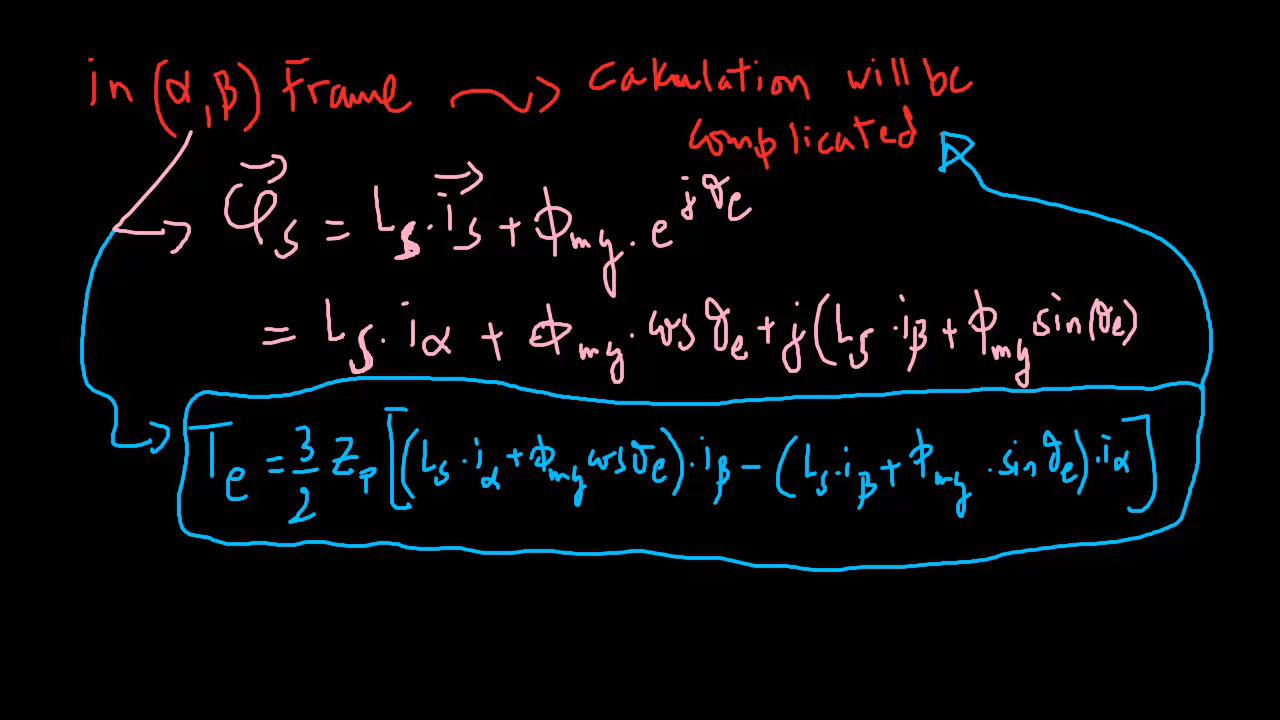 in (α,β) Frame ⟿ calculation will be
complicated
φ⃗s = Ls · i⃗s + ϕmg · e^jϑe
= Ls · iα + ϕmg · cos ϑe + j(Ls · iβ + ϕmg sin(ϑe)
Te = 3/2 Zp [(Ls · iα + ϕmg cos ϑe) · iβ − (Ls · iβ + ϕmg · sin ϑe) · iα]